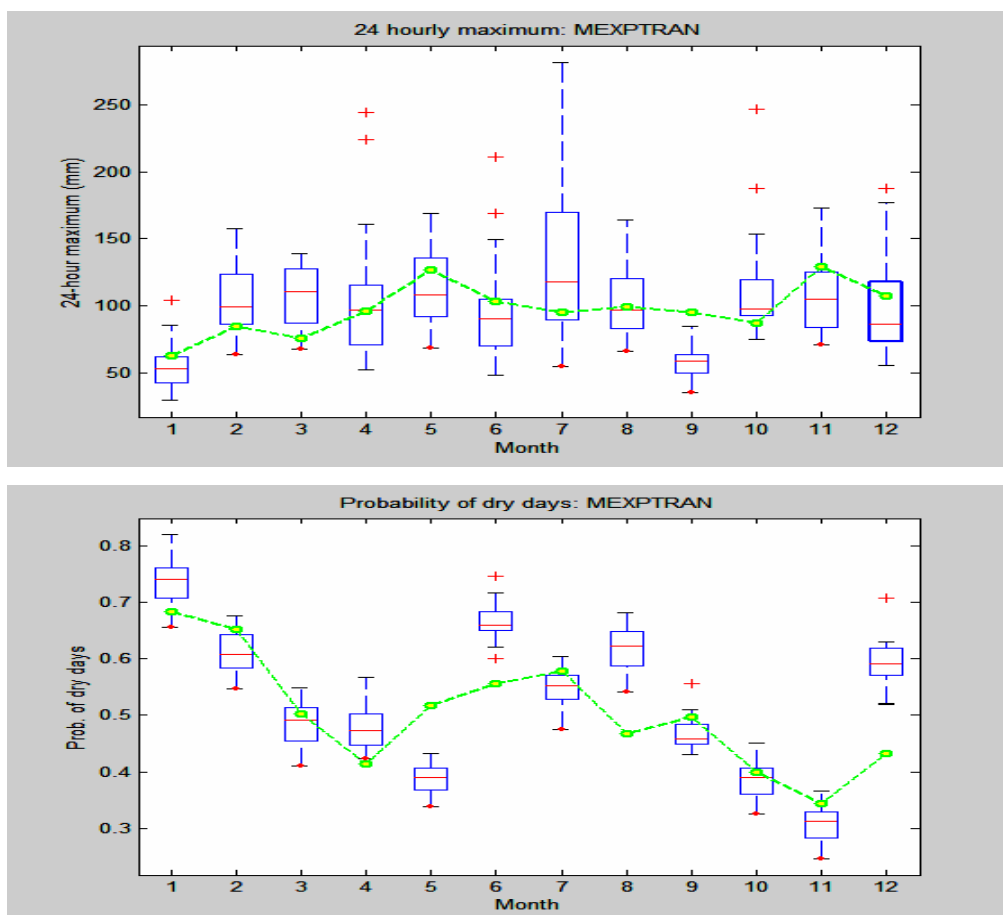 24 hourly maximum: MEXPTRAN
24-hour maximum (mm)
250
200
150
100
50
1 2 3 4 5 6 7 8 9 10 11 12
Month
Probability of dry days: MEXPTRAN
Prob. of dry days
0.8
0.7
0.6
0.5
0.4
0.3
1 2 3 4 5 6 7 8 9 10 11 12
Month